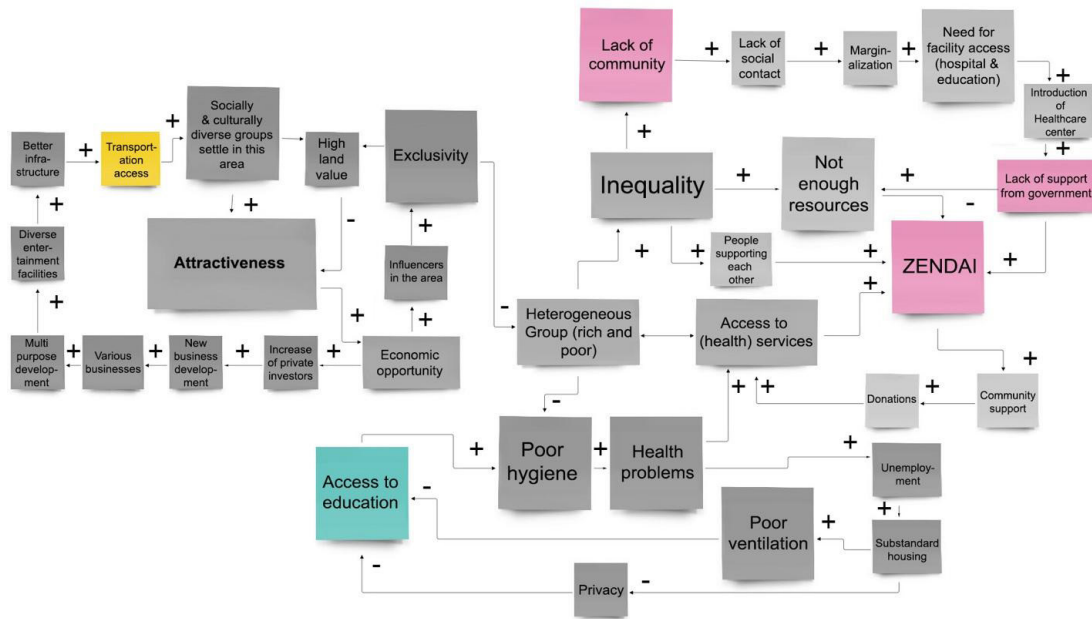 Lack of
community
+
Lack of
social
contact
+
Margin-
alization
+
Need for
facility access
(hospital &
education)
+
Introduction of
Healthcare
center
+
Lack of support
from government
+
-
+
Better
infra-
structure
+
Transport-
ation
access
+
Socially
& culturally
diverse groups
settle in this
area
High
land
value
Exclusivity
+
-
+
+
Inequality
+
Not
enough
resources
+
People
supporting
each
other
+
ZENDAI
+
Diverse
enter-
tainment
facilities
+
Attractiveness
+
Influencers
in the area
+
-
Heterogeneous
Group (rich and
poor)
+
Access to
(health) services
+
Multi
purpose
develop-
ment
+
Various
businesses
+
New
business
development
+
Increase
of private
investors
+
Economic
opportunity
-
+
+
Donations
+
Community
support
+
Access to
education
+
Poor
hygiene
+
Health
problems
+
Unemploy-
ment
+
Substandard
housing
+
Poor
ventilation
-
-
Privacy
-